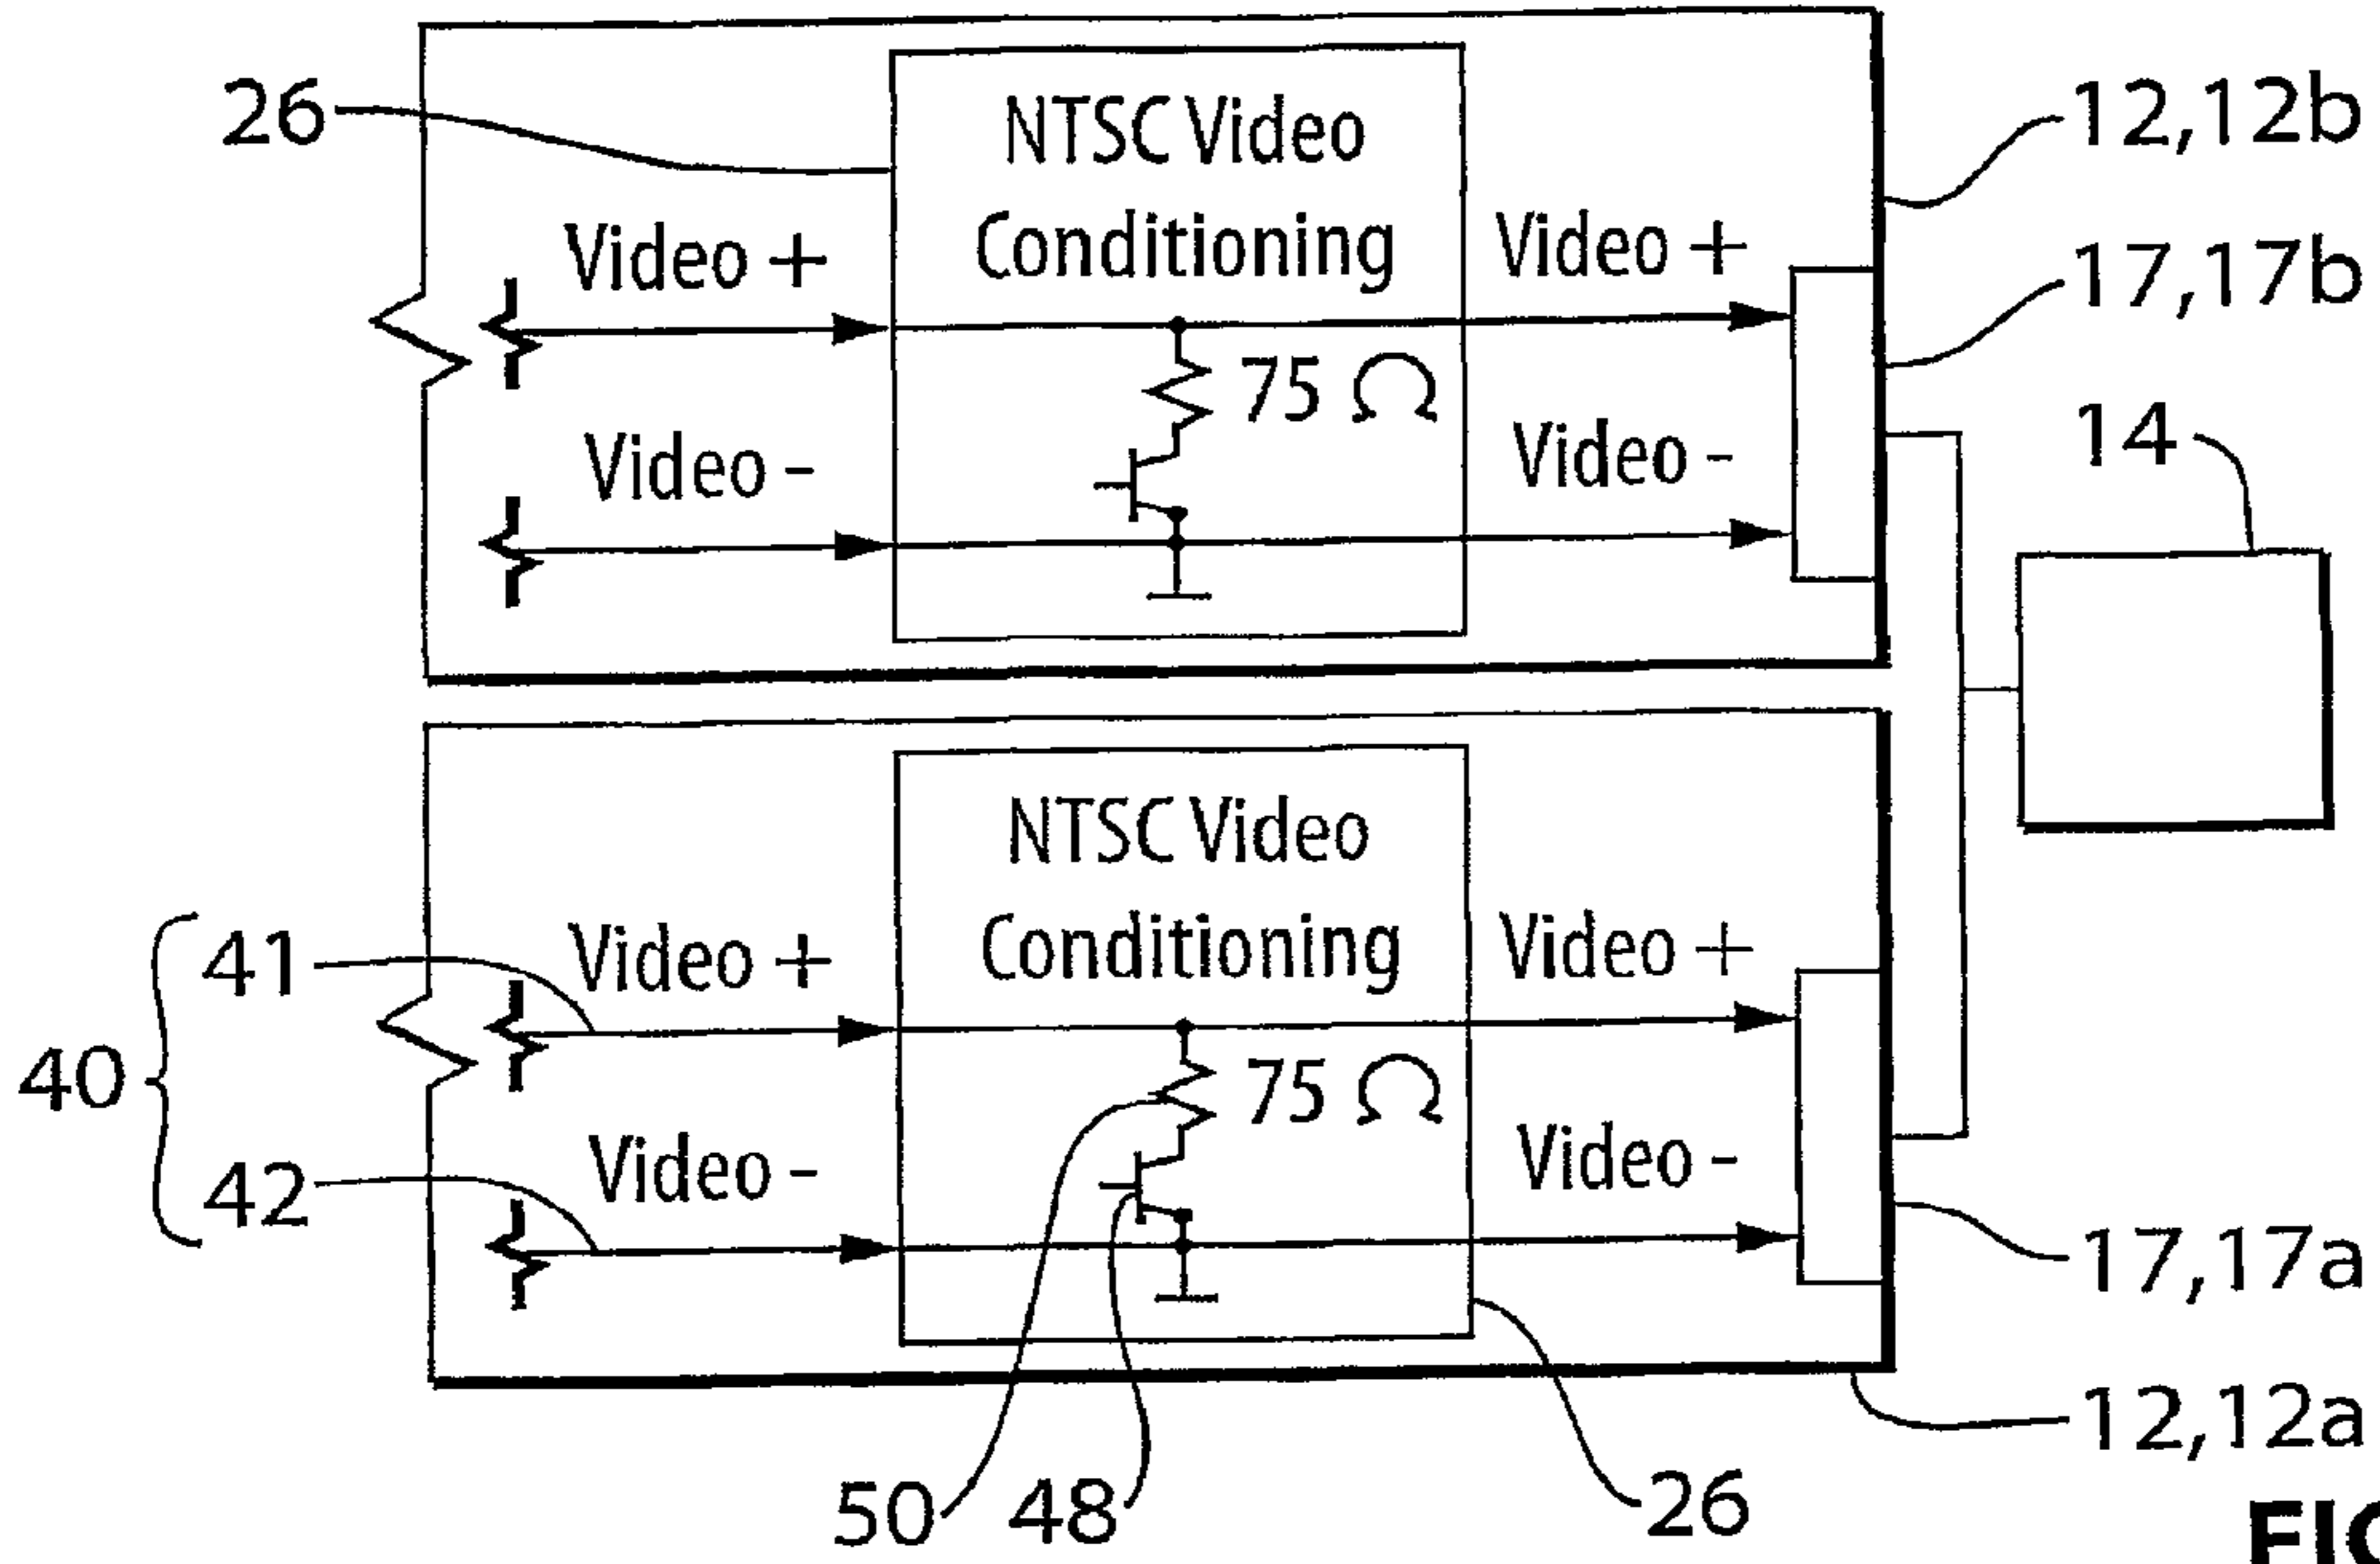 26
NTSC Video
Conditioning
Video +
Video +
75 Ω
Video -
Video -
12,12b
17,17b
14
NTSC Video
Conditioning
40
41
Video +
Video +
75 Ω
42
Video -
Video -
17,17a
12,12a
50
48
26